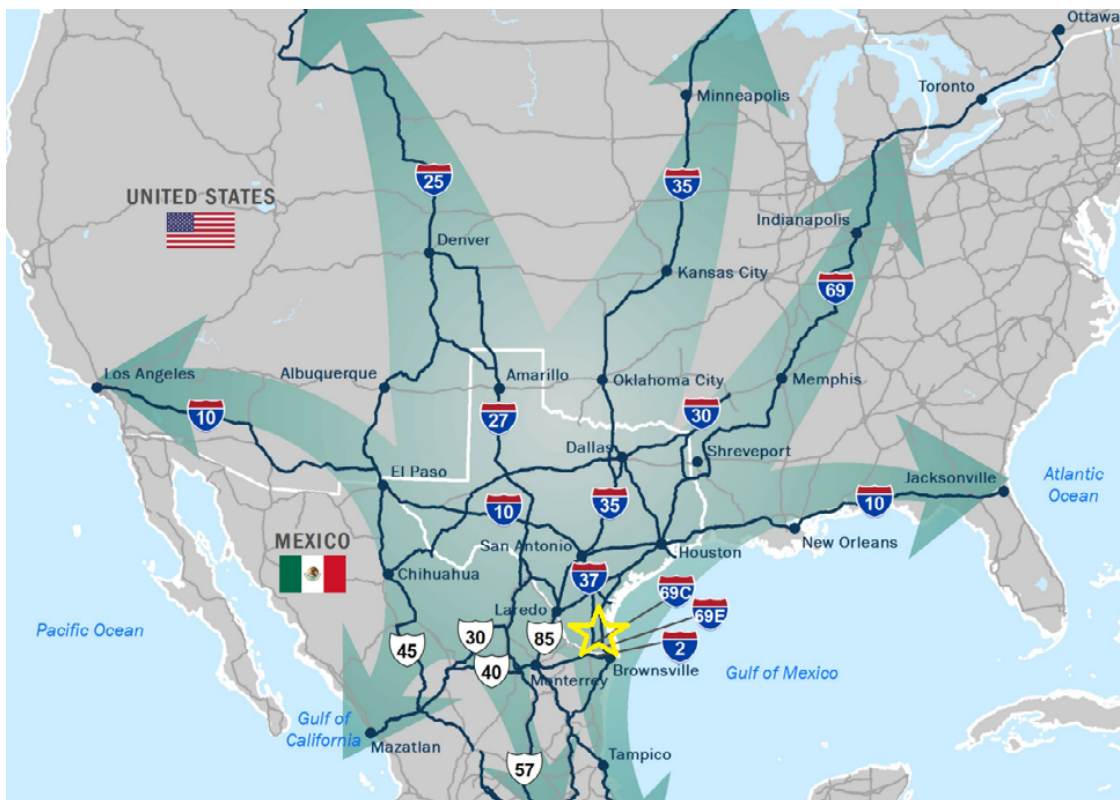 Ottawa
Toronto
Minneapolis
25
35
UNITED STATES
Indianapolis
Denver
Kansas City
69
Los Angeles
Albuquerque
Amarillo
Oklahoma City
Memphis
10
27
30
Dallas
Shreveport
El Paso
Jacksonville
Atlantic
Ocean
10
35
10
MEXICO
San Antonio
Houston
New Orleans
Chihuahua
37
69C
Laredo
69E
Pacific Ocean
45
30
85
2
40
Monterrey
Brownsville
Gulf of Mexico
Gulf of
California
Mazatlan
57
Tampico